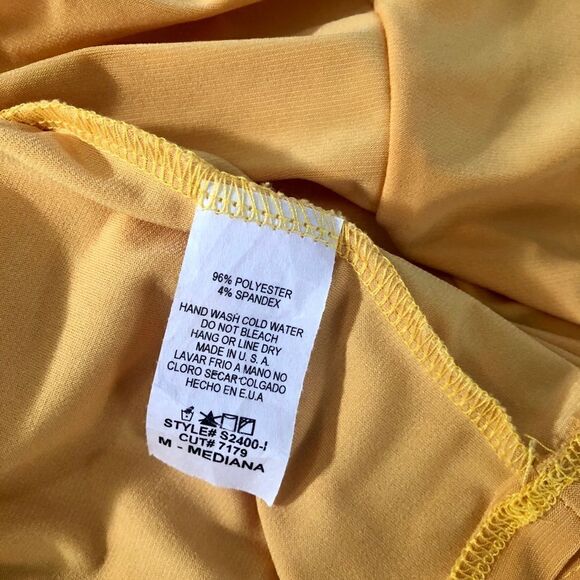 96% POLYESTER
4% SPANDEX
HAND WASH COLD WATER
DO NOT BLEACH
HANG OR LINE DRY
MADE IN U. S. A
LAVAR FRIO A MANO NO
CLORO SECAR COLGADO
HECHO EN E.U.A
STYLE# S2400-I
CUT# 7179
M - MEDIANA